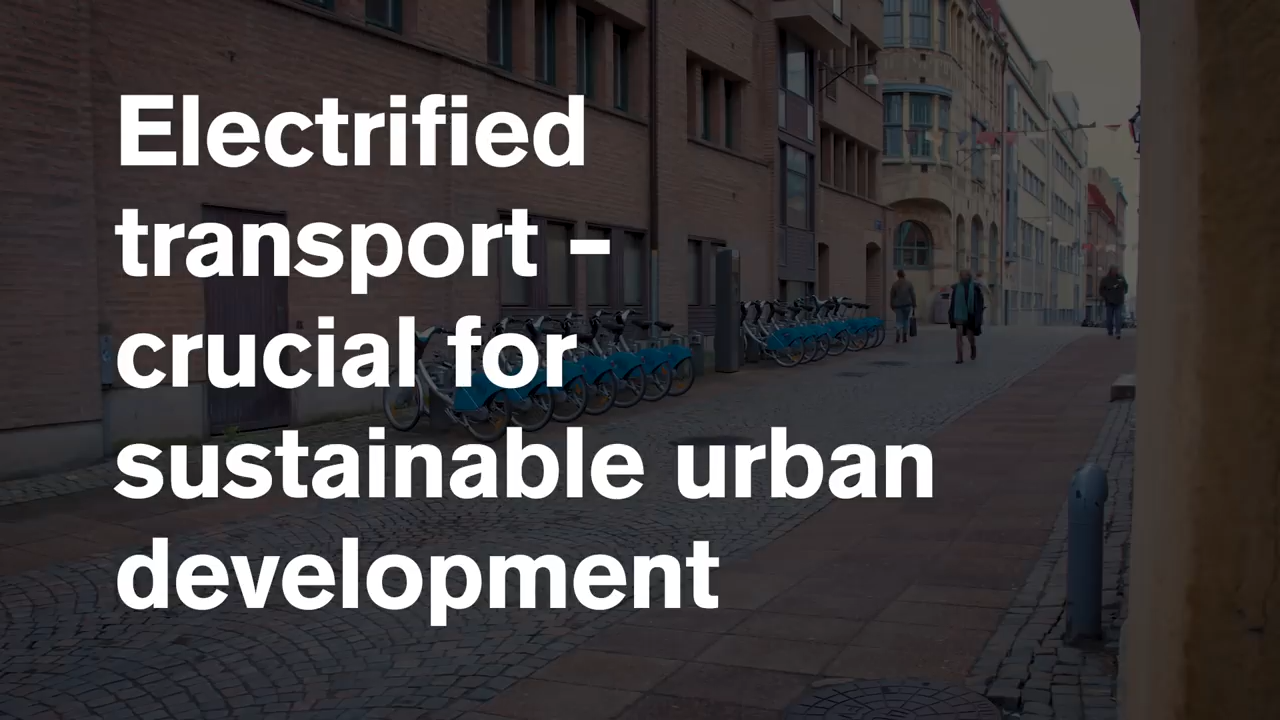 Electrified
transport –
crucial for
sustainable urban
development